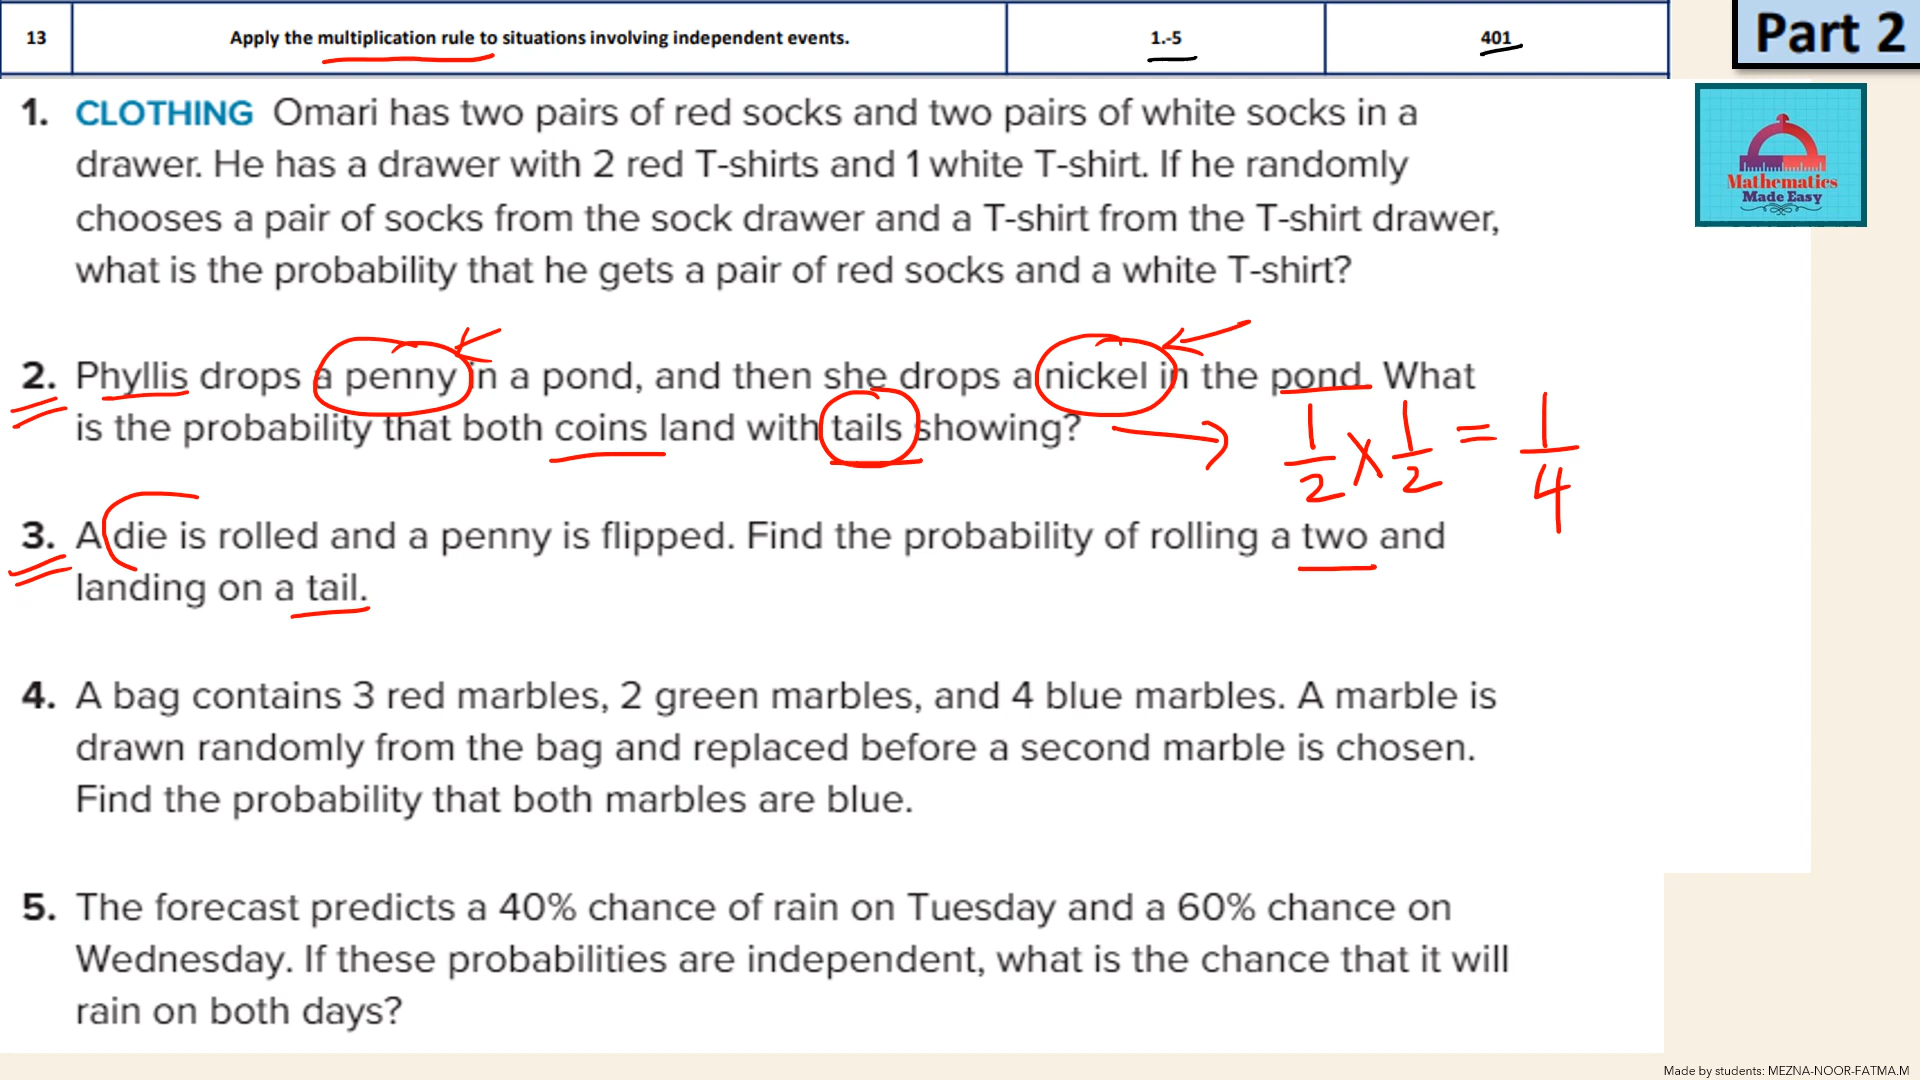 13 Apply the multiplication rule to situations involving independent events. 1.-5 401
Part 2
Mathematics
Made Easy
1. CLOTHING Omari has two pairs of red socks and two pairs of white socks in a
drawer. He has a drawer with 2 red T-shirts and 1 white T-shirt. If he randomly
chooses a pair of socks from the sock drawer and a T-shirt from the T-shirt drawer,
what is the probability that he gets a pair of red socks and a white T-shirt?
2. Phyllis drops a penny in a pond, and then she drops a nickel in the pond. What
is the probability that both coins land with tails showing?
1/2 x 1/2 = 1/4
3. A die is rolled and a penny is flipped. Find the probability of rolling a two and
landing on a tail.
4. A bag contains 3 red marbles, 2 green marbles, and 4 blue marbles. A marble is
drawn randomly from the bag and replaced before a second marble is chosen.
Find the probability that both marbles are blue.
5. The forecast predicts a 40% chance of rain on Tuesday and a 60% chance on
Wednesday. If these probabilities are independent, what is the chance that it will
rain on both days?
Made by students: MEZNA-NOOR-FATMA.M